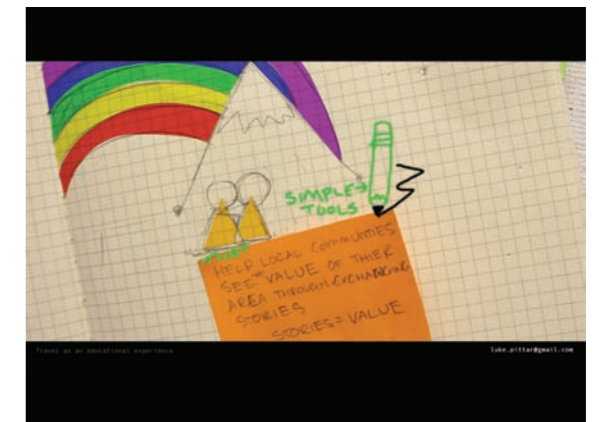 SIMPLE→
TOOLS
HELP LOCAL COMMUNITIES
SEE VALUE OF THIER
AREA THROUGH EXCHANGING
STORIES
STORIES = VALUE
Travel as an educational experience
luke.pittar@gmail.com